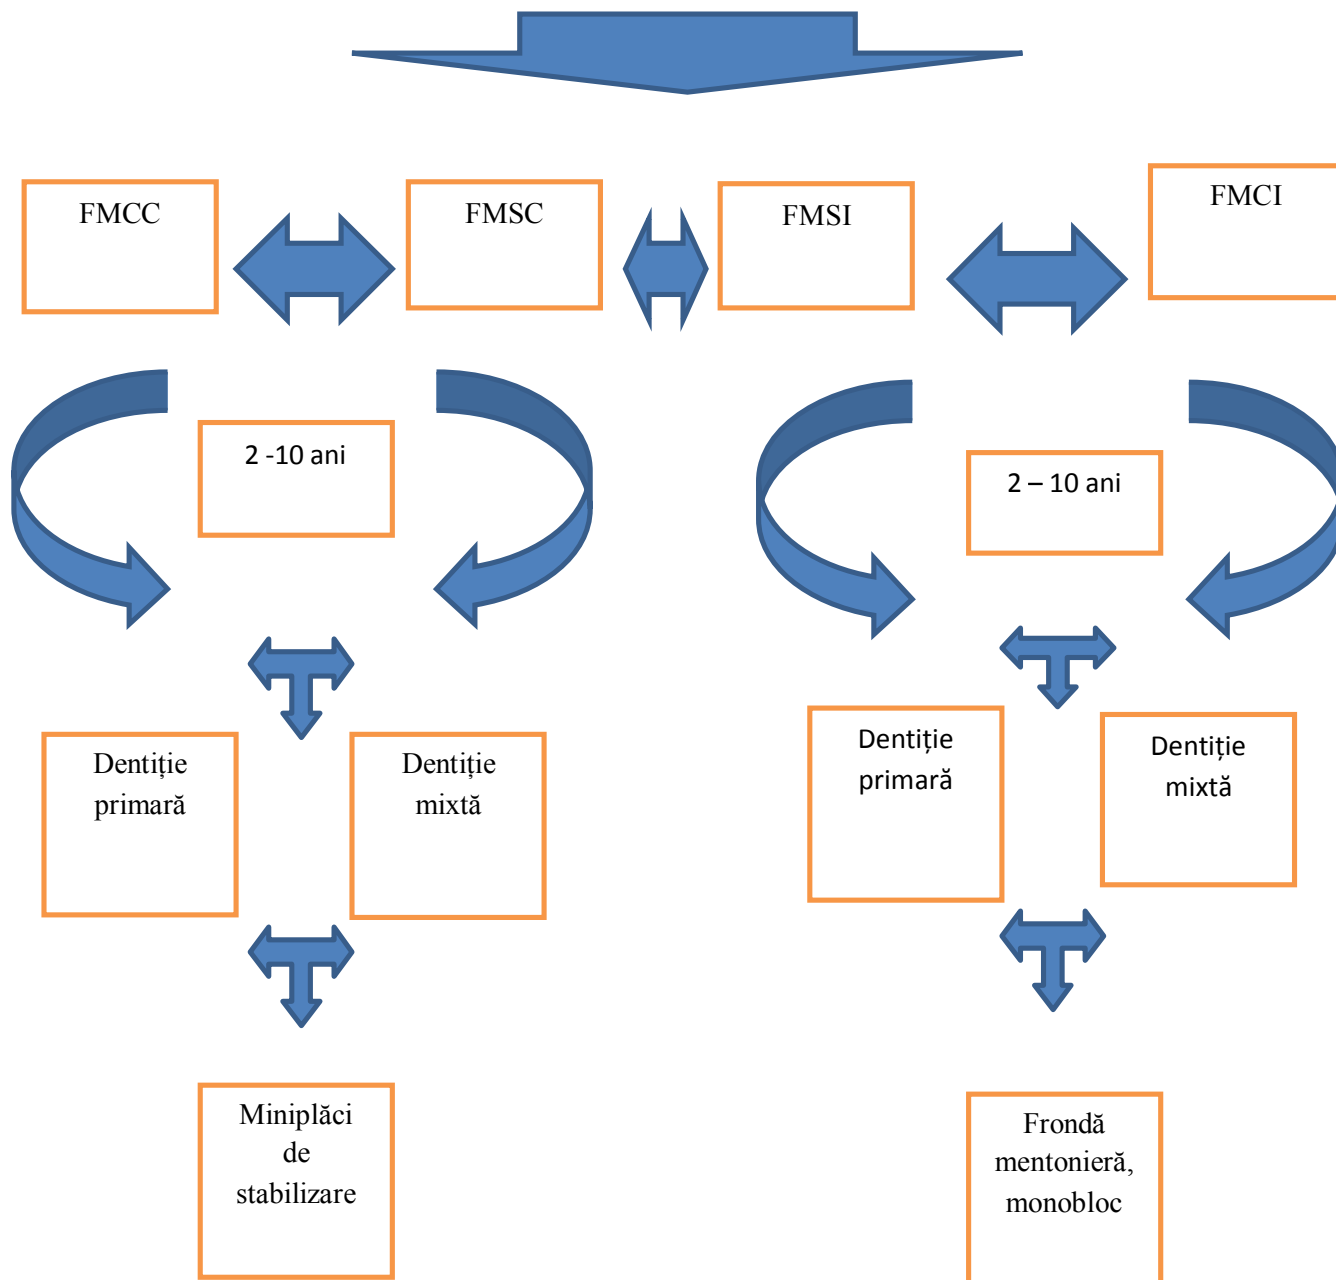 FMCC
FMSC
FMSI
FMCI
2 -10 ani
2 – 10 ani
Dentiție
primară
Dentiție
mixtă
Dentiție
primară
Dentiție
mixtă
Miniplăci
de
stabilizare
Frondă
mentonieră,
monobloc